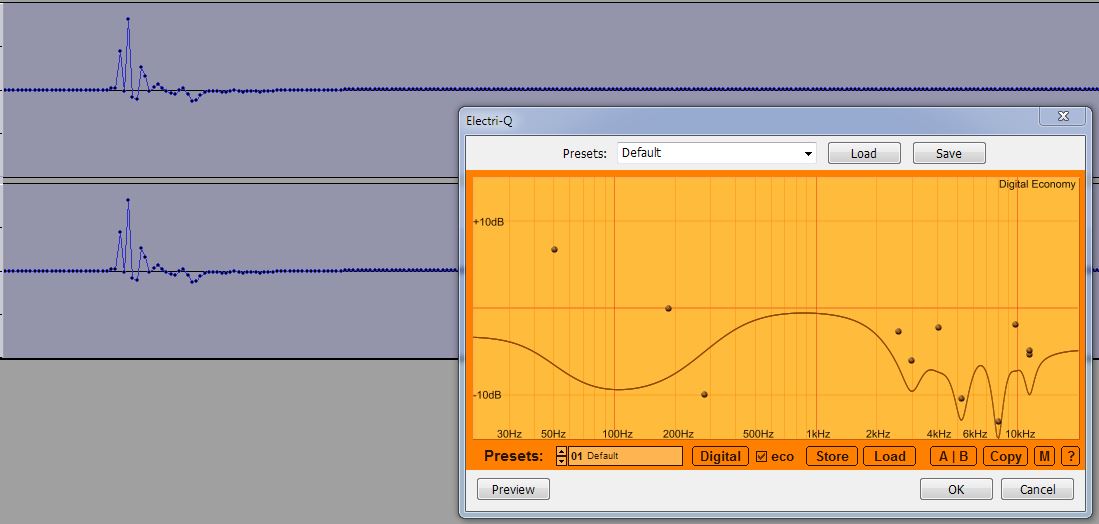 Electri-Q
Presets: Default Load Save
Digital Economy
+10dB
-10dB
30Hz 50Hz 100Hz 200Hz 500Hz 1kHz 2kHz 4kHz 6kHz 10kHz
Presets: 01 Default Digital eco Store Load A | B Copy M ?
Preview OK Cancel